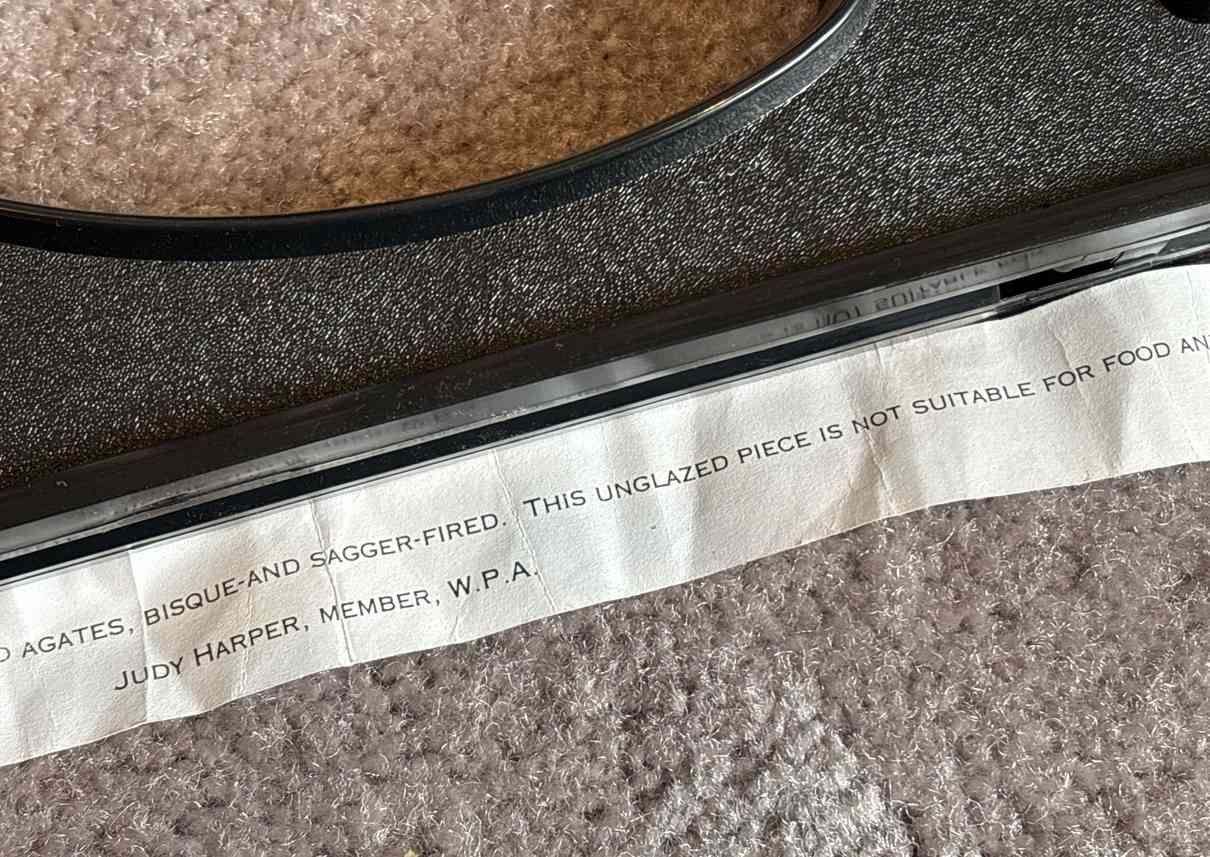 AGATES, BISQUE-AND SAGGER-FIRED. THIS UNGLAZED PIECE IS NOT SUITABLE FOR FOOD
JUDY HARPER, MEMBER, W.P.A.